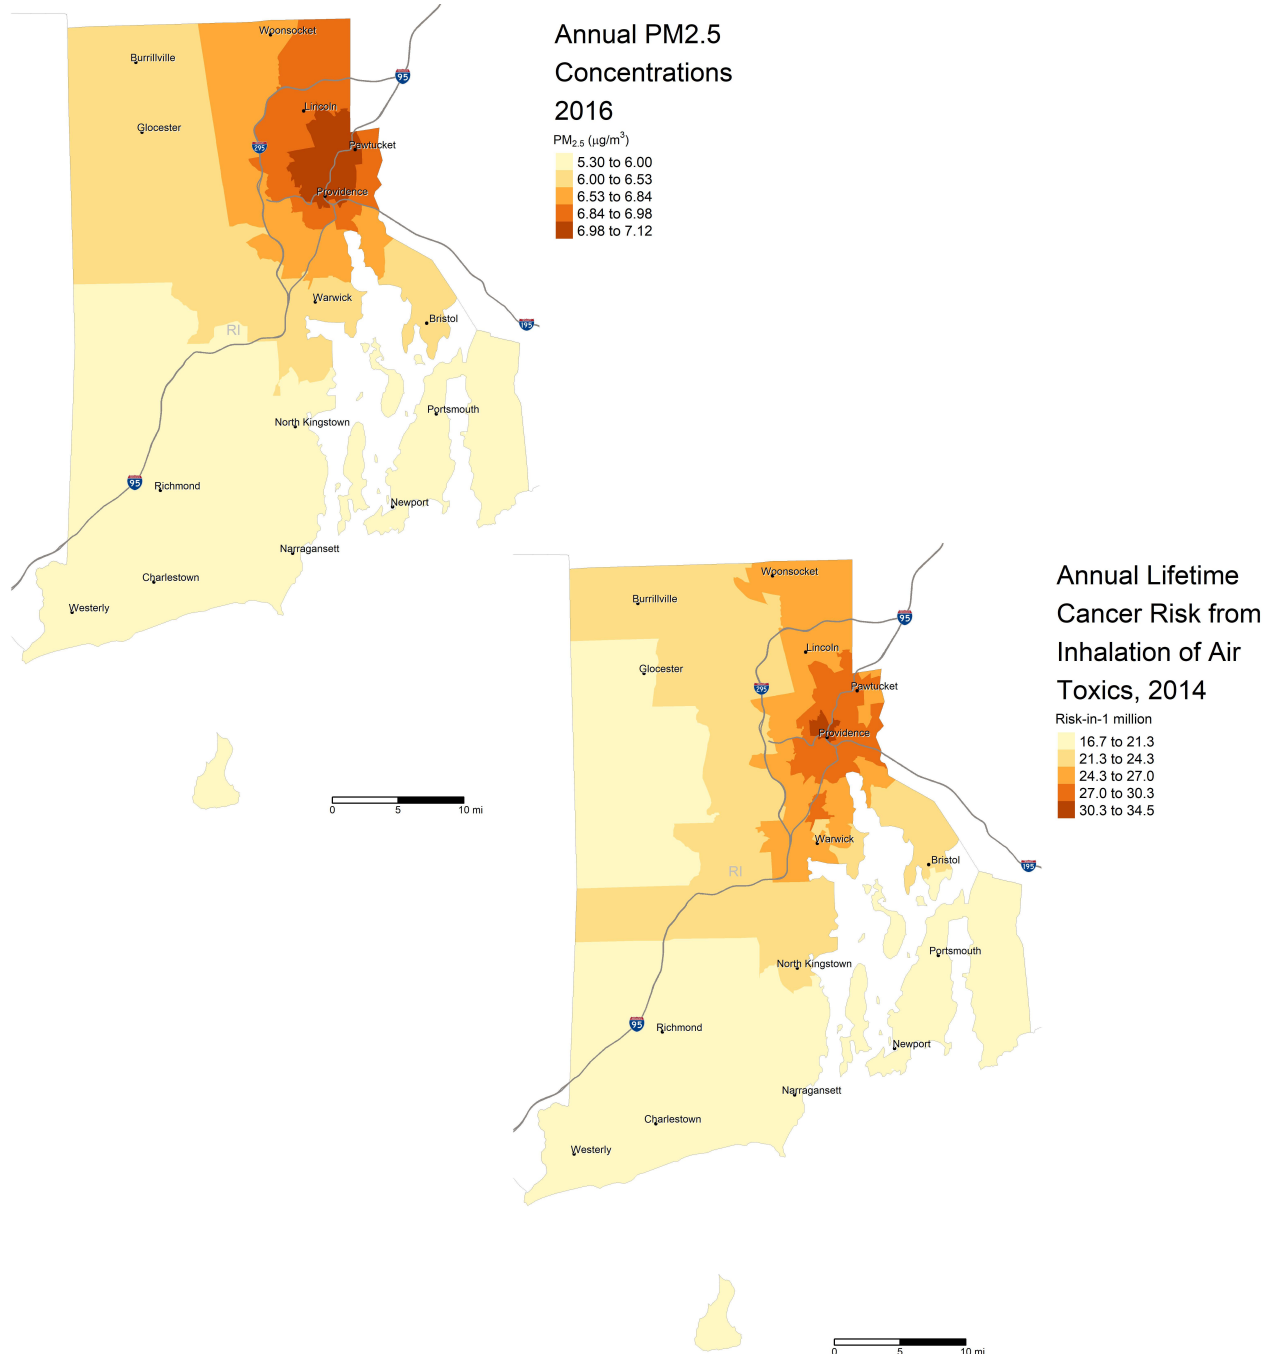 Annual PM2.5
Concentrations
2016
PM2.5 (μg/m³)
5.30 to 6.00
6.00 to 6.53
6.53 to 6.84
6.84 to 6.98
6.98 to 7.12
Woonsocket
Burrillville
95
Lincoln
Glocester
295
Pawtucket
Providence
Warwick
Bristol
195
RI
Portsmouth
North Kingstown
95
Richmond
Newport
Narragansett
Charlestown
Westerly
0 5 10 mi
Annual Lifetime
Cancer Risk from
Inhalation of Air
Toxics, 2014
Risk-in-1 million
16.7 to 21.3
21.3 to 24.3
24.3 to 27.0
27.0 to 30.3
30.3 to 34.5
Woonsocket
Burrillville
95
Lincoln
Glocester
295
Pawtucket
Providence
Warwick
Bristol
195
RI
Portsmouth
North Kingstown
95
Richmond
Newport
Narragansett
Charlestown
Westerly
0 5 10 mi